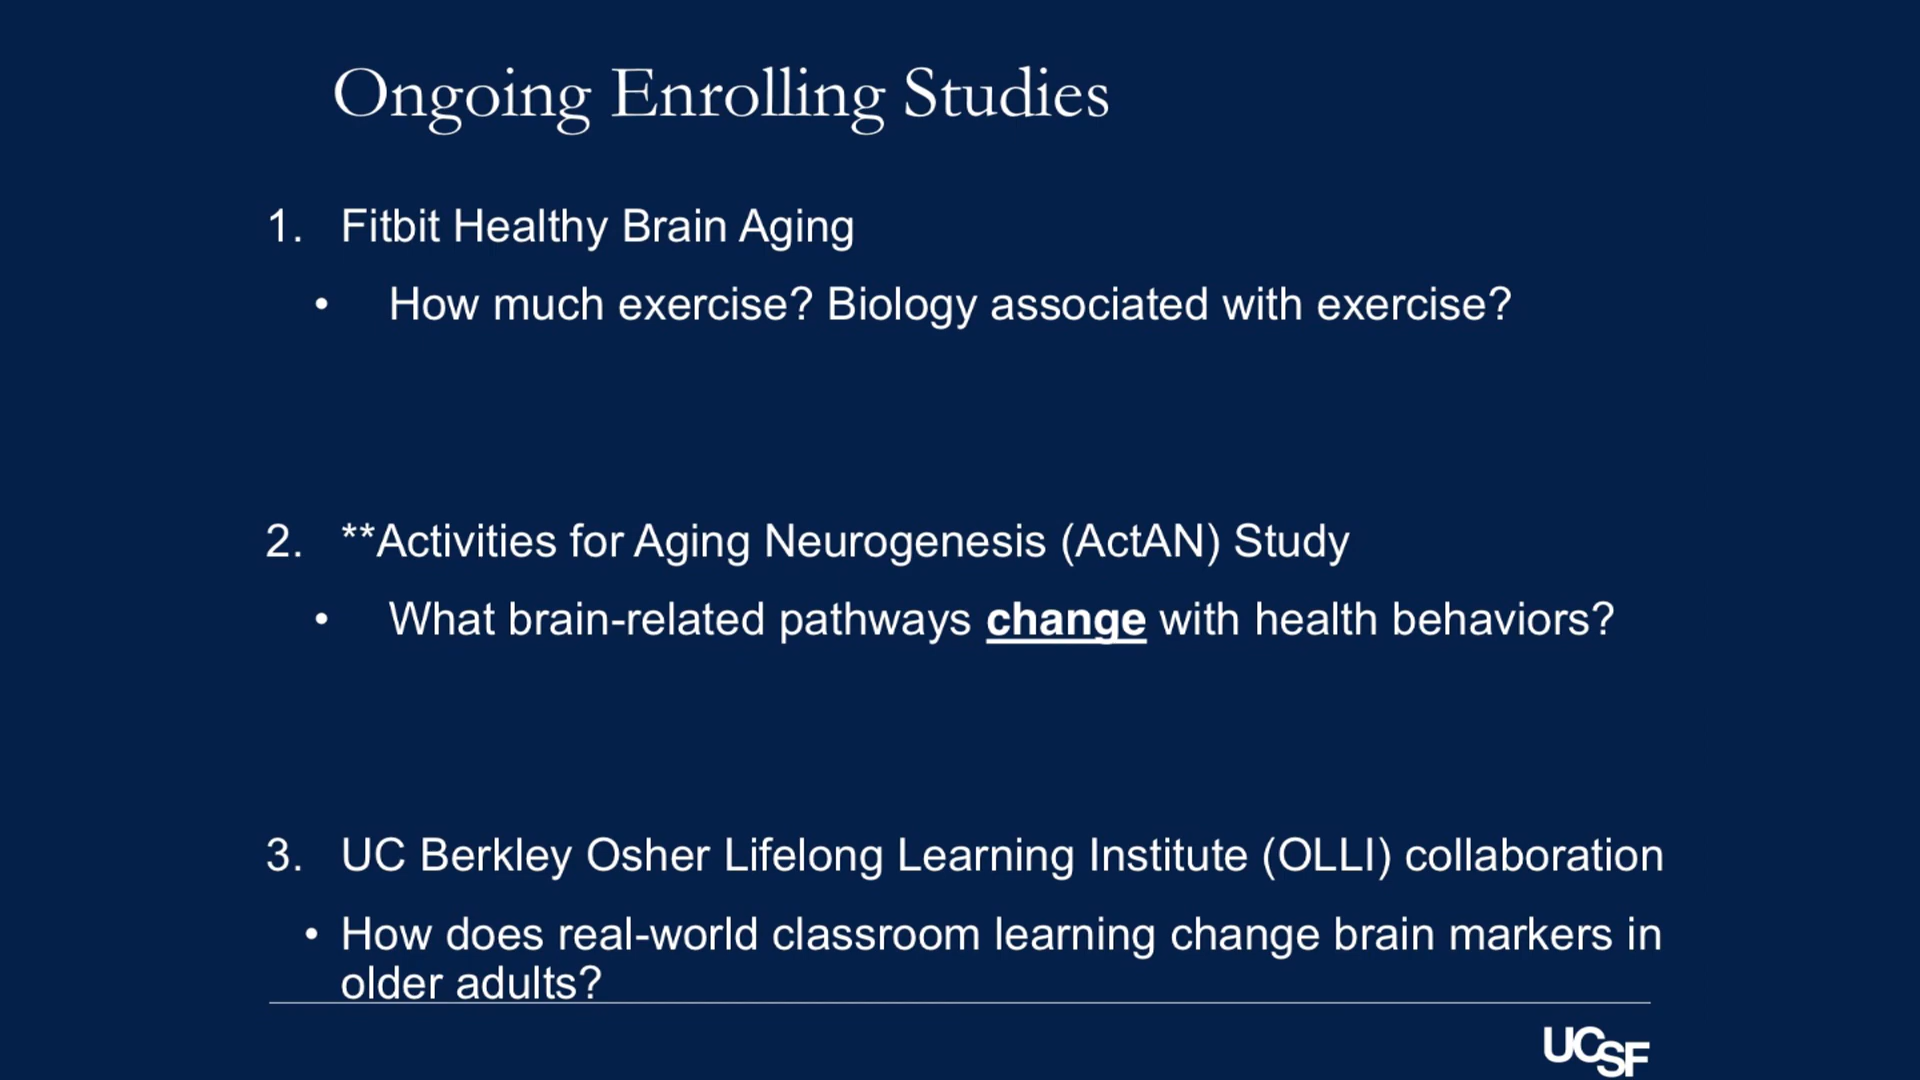 Ongoing Enrolling Studies
1. Fitbit Healthy Brain Aging
• How much exercise? Biology associated with exercise?
2. **Activities for Aging Neurogenesis (ActAN) Study
• What brain-related pathways change with health behaviors?
3. UC Berkley Osher Lifelong Learning Institute (OLLI) collaboration
• How does real-world classroom learning change brain markers in
older adults?
UCSF